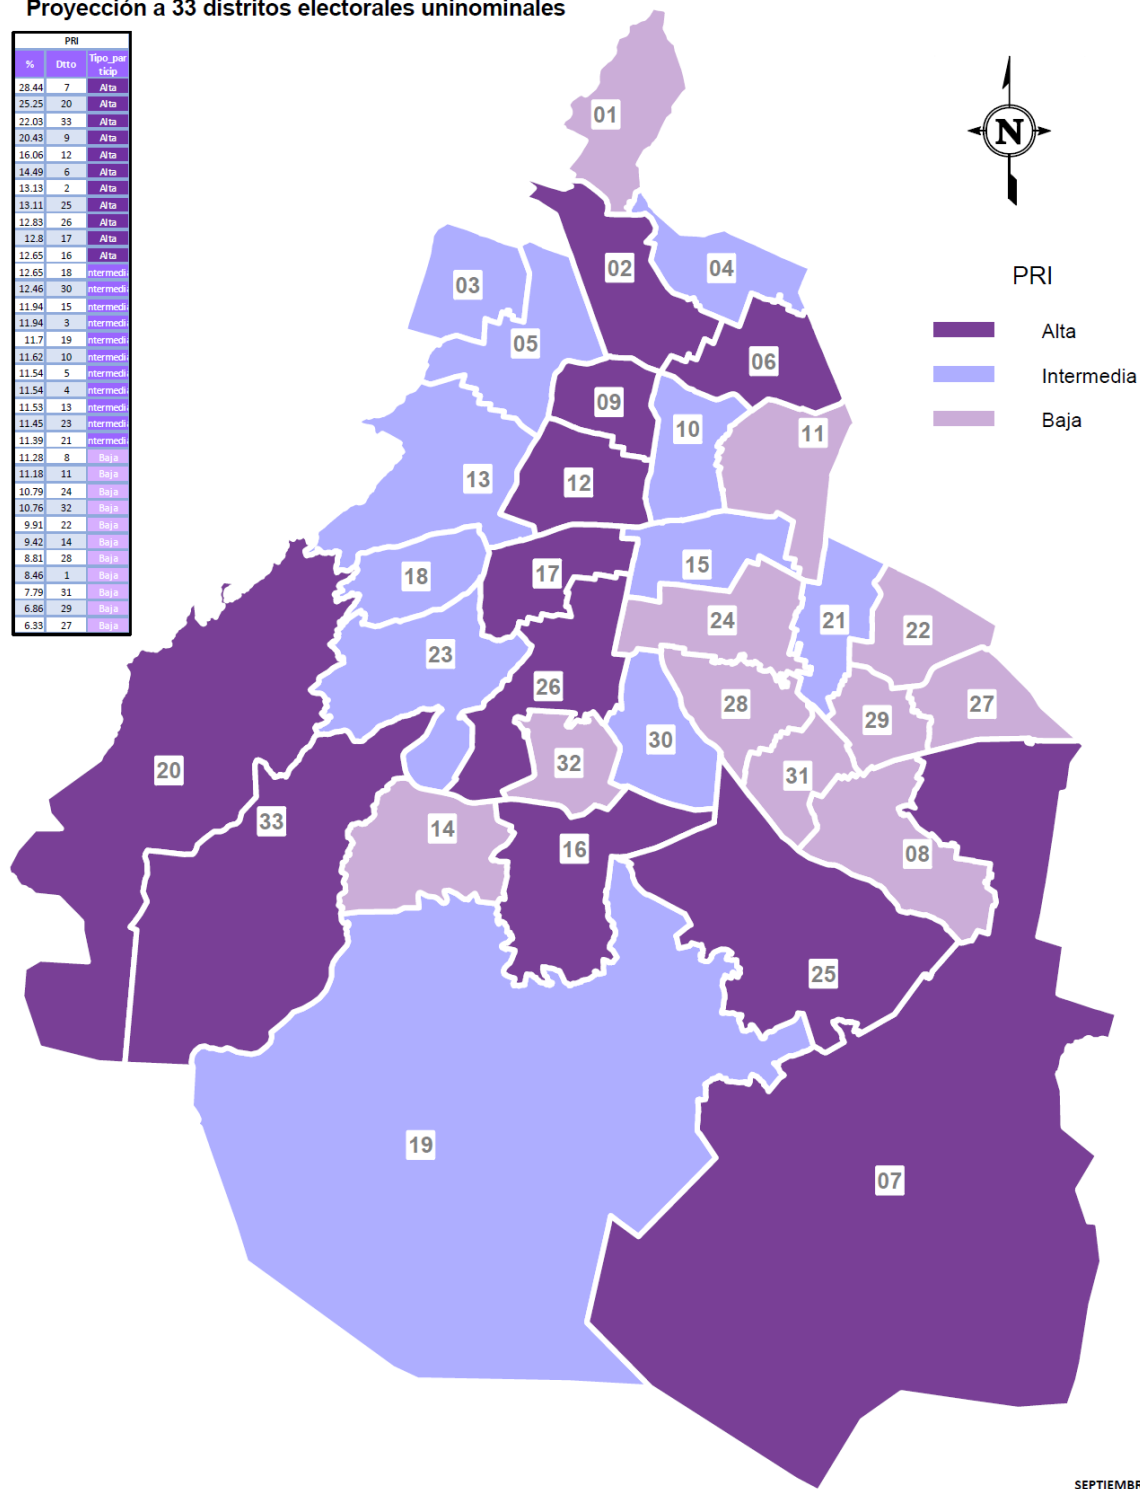 Proyección a 33 distritos electorales uninominales
PRI
% Dtto Tipo_par
ticip
28.44 7 Alta
25.25 20 Alta
22.03 33 Alta
20.43 9 Alta
16.06 12 Alta
14.49 6 Alta
13.13 2 Alta
13.11 25 Alta
12.83 26 Alta
12.8 17 Alta
12.65 16 Alta
12.65 18 ntermedi
12.46 30 ntermedi
11.94 15 ntermedi
11.94 3 ntermedi
11.7 19 ntermedi
11.62 10 ntermedi
11.54 5 ntermedi
11.54 4 ntermedi
11.53 13 ntermedi
11.45 23 ntermedi
11.39 21 ntermedi
11.28 8 Baja
11.18 11 Baja
10.79 24 Baja
10.76 32 Baja
9.91 22 Baja
9.42 14 Baja
8.81 28 Baja
8.46 1 Baja
7.79 31 Baja
6.86 29 Baja
6.33 27 Baja
N
PRI
Alta
Intermedia
Baja
01
02
04
03
05
06
09
10
11
13
12
15
18
17
21
24
22
23
26
28
27
29
30
32
20
31
33
14
16
08
25
19
07
SEPTIEMBR